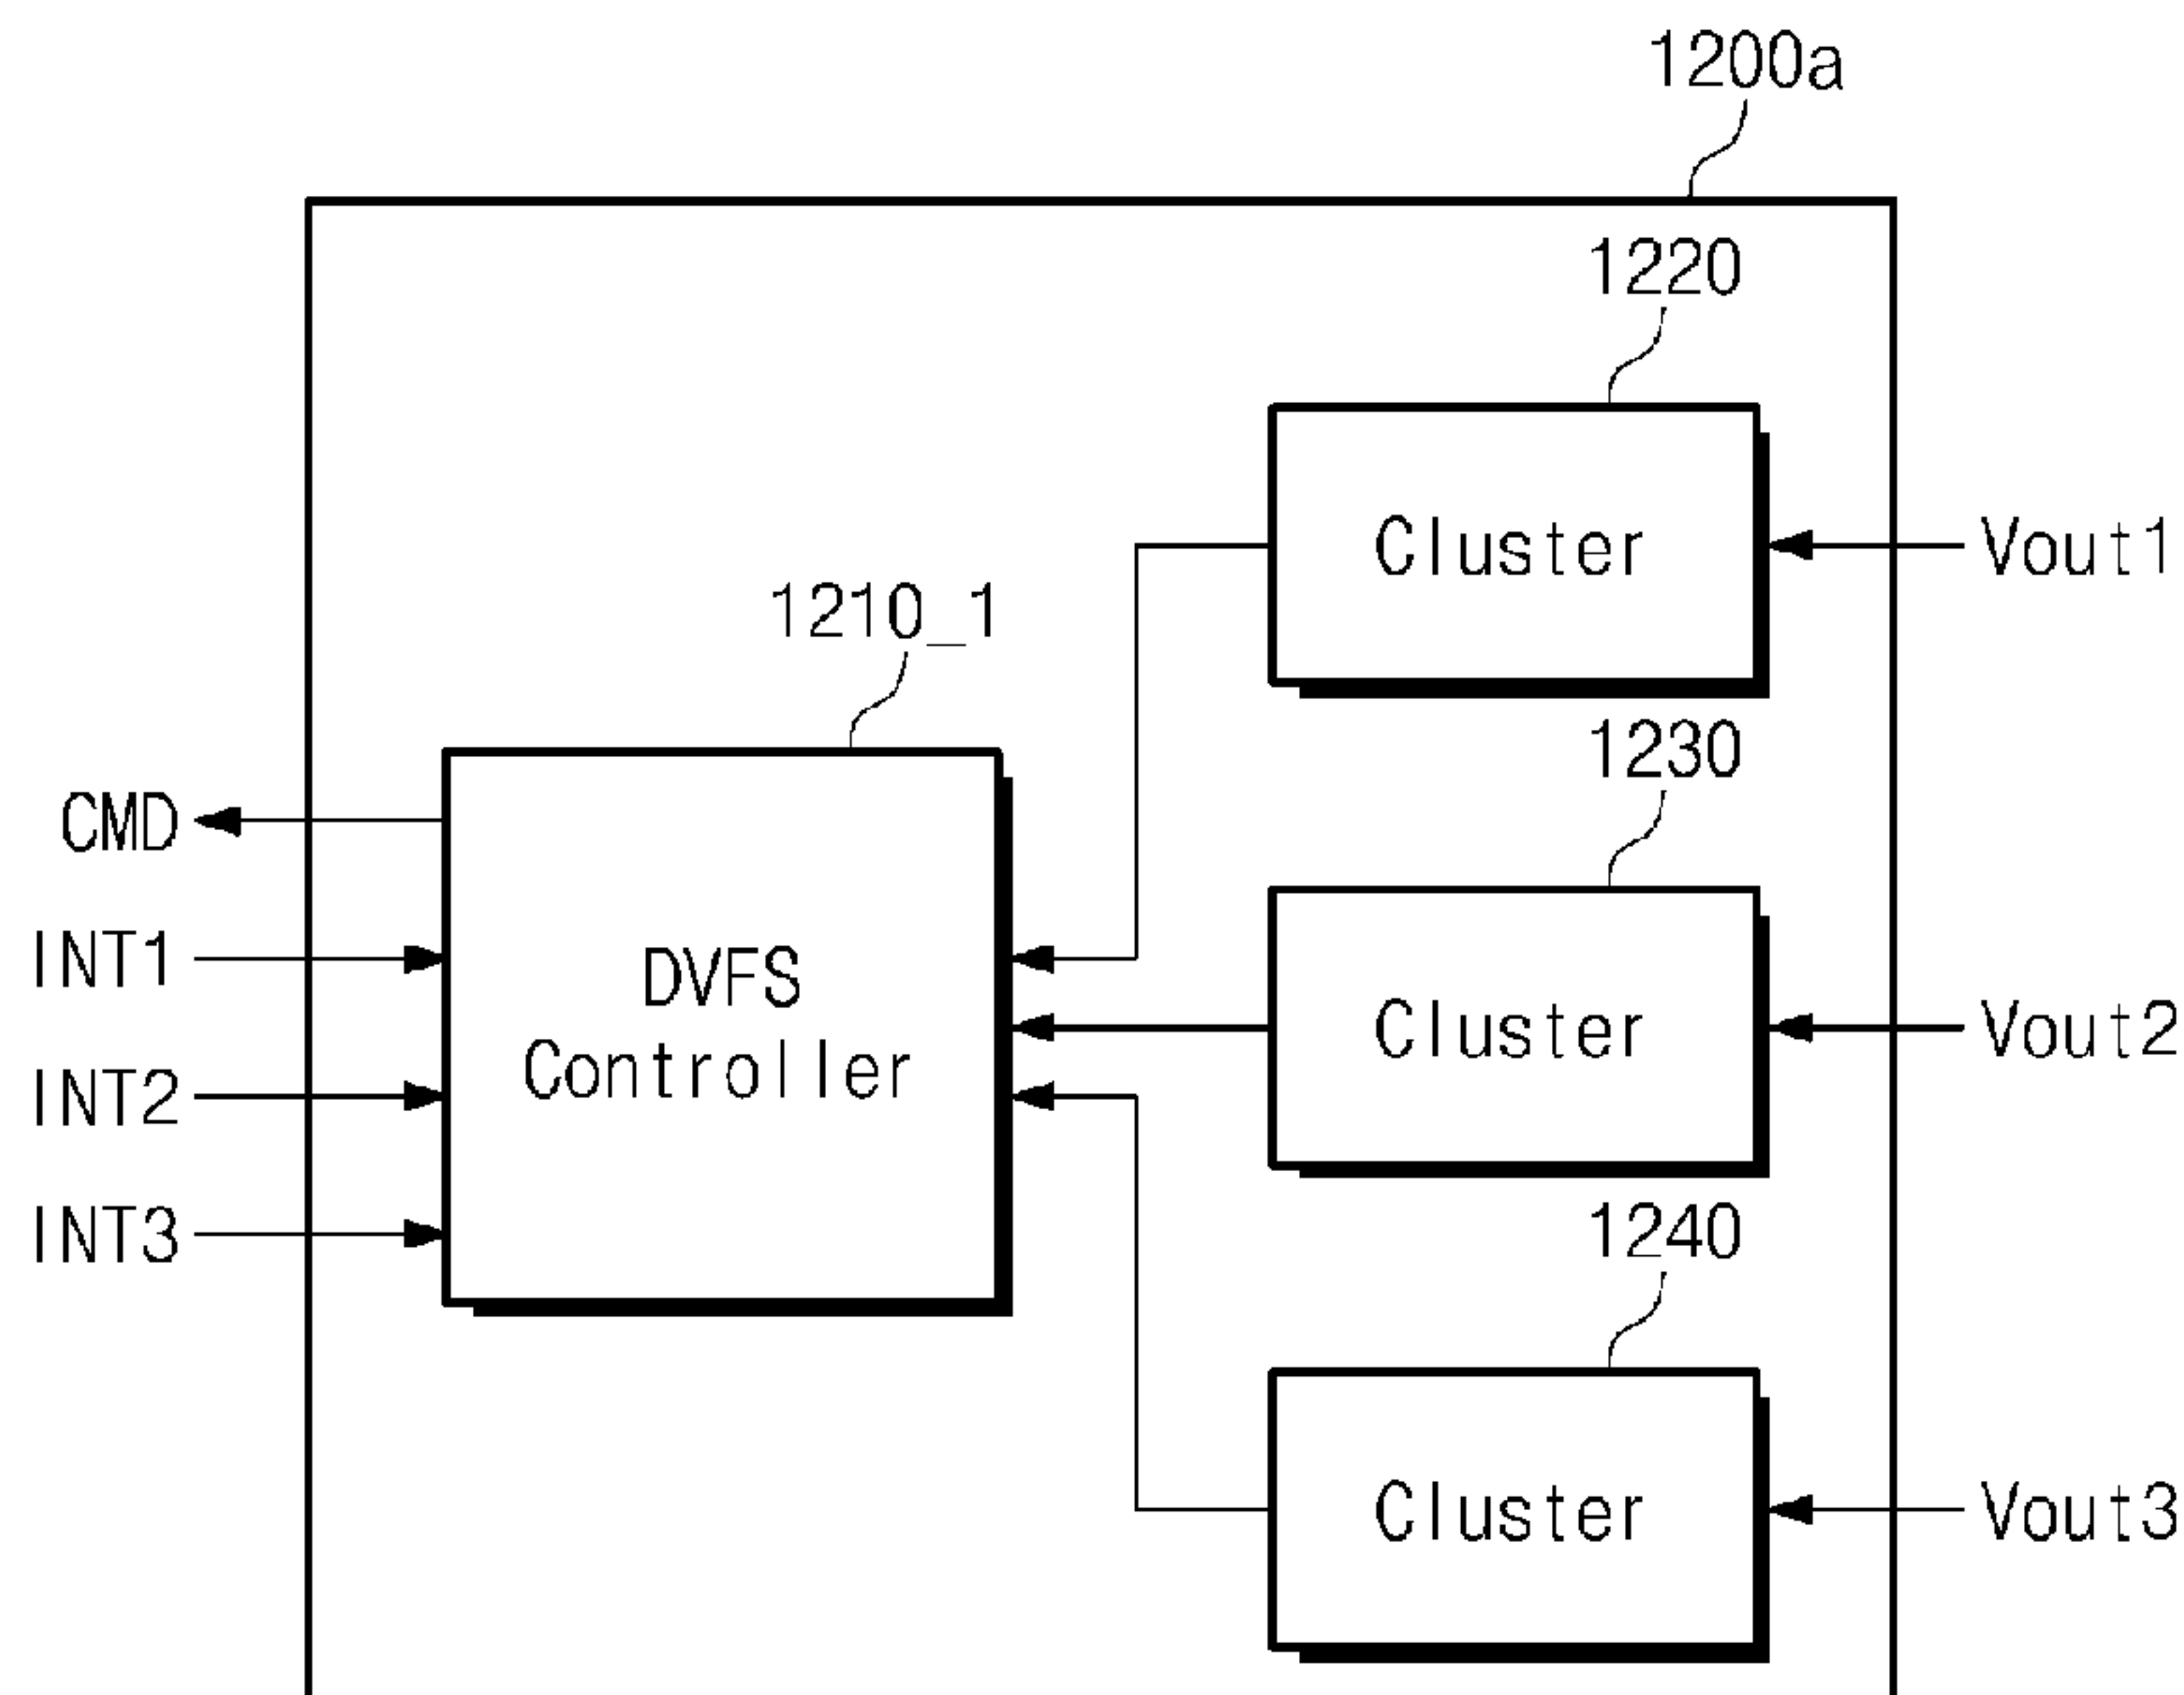 1200a
1220
Cluster
Vout1
1210_1
1230
CMD
INT1
DVFS
Controller
Cluster
Vout2
INT2
INT3
1240
Cluster
Vout3